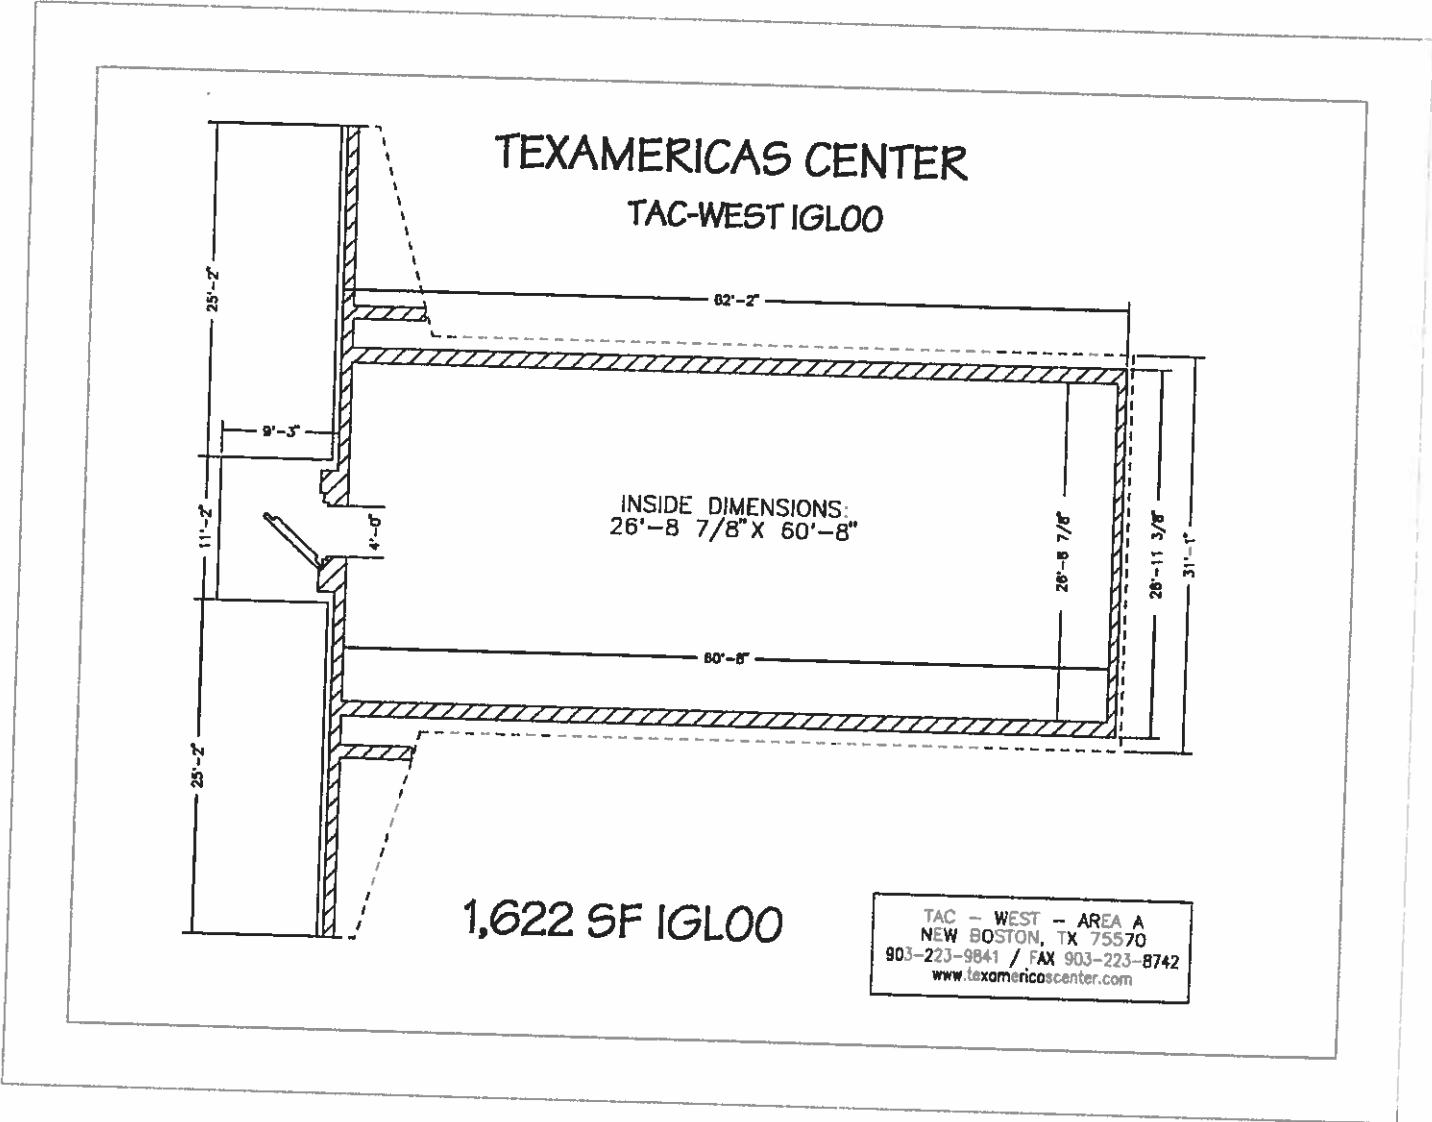 TEXAMERICAS CENTER
TAC-WEST IGLOO
25'-2"
62'-2"
9'-3"
11'-2"
4'-0"
INSIDE DIMENSIONS:
26'-8 7/8"X 60'-8"
26'-8 7/8"
26'-11 3/8"
31'-1"
60'-8"
25'-2"
1,622 SF IGLOO
TAC - WEST - AREA A
NEW BOSTON, TX 75570
903-223-9841 / FAX 903-223-8742
www.texamericascenter.com